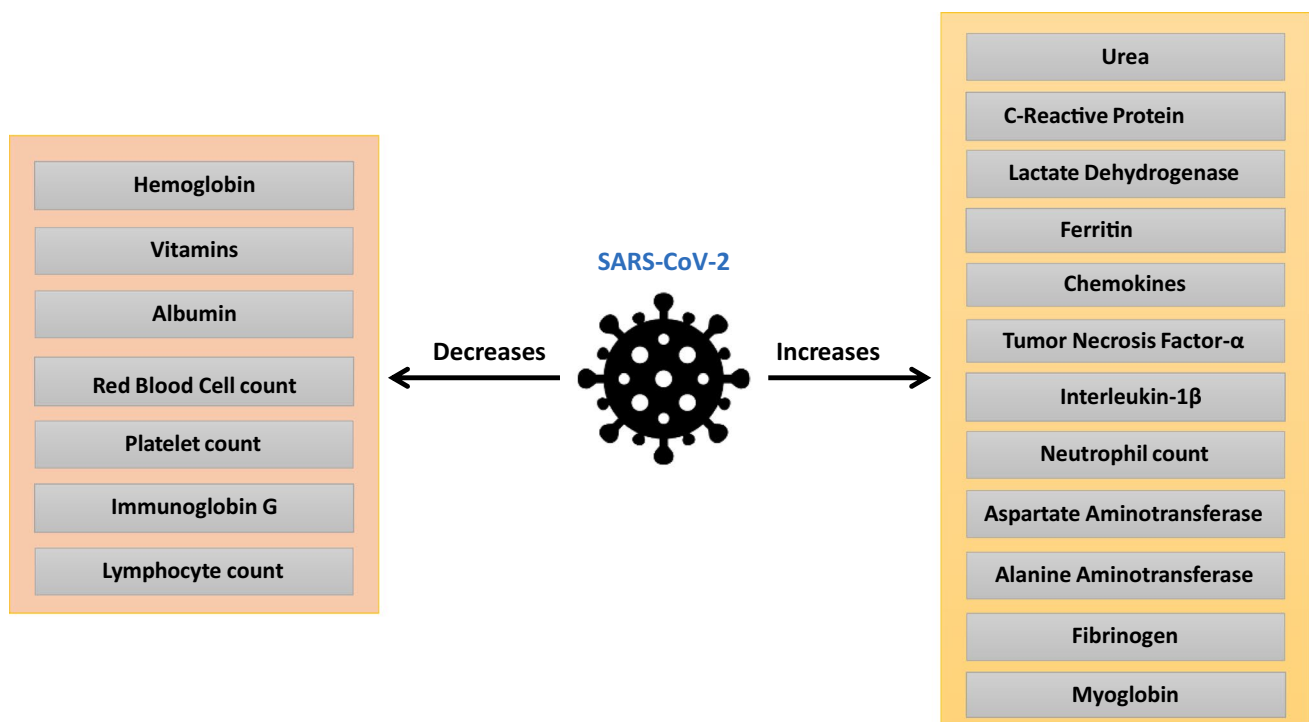 Hemoglobin
Vitamins
Albumin
Red Blood Cell count
Platelet count
Immunoglobin G
Lymphocyte count
SARS-CoV-2
Decreases
Increases
Urea
C-Reactive Protein
Lactate Dehydrogenase
Ferritin
Chemokines
Tumor Necrosis Factor-α
Interleukin-1β
Neutrophil count
Aspartate Aminotransferase
Alanine Aminotransferase
Fibrinogen
Myoglobin